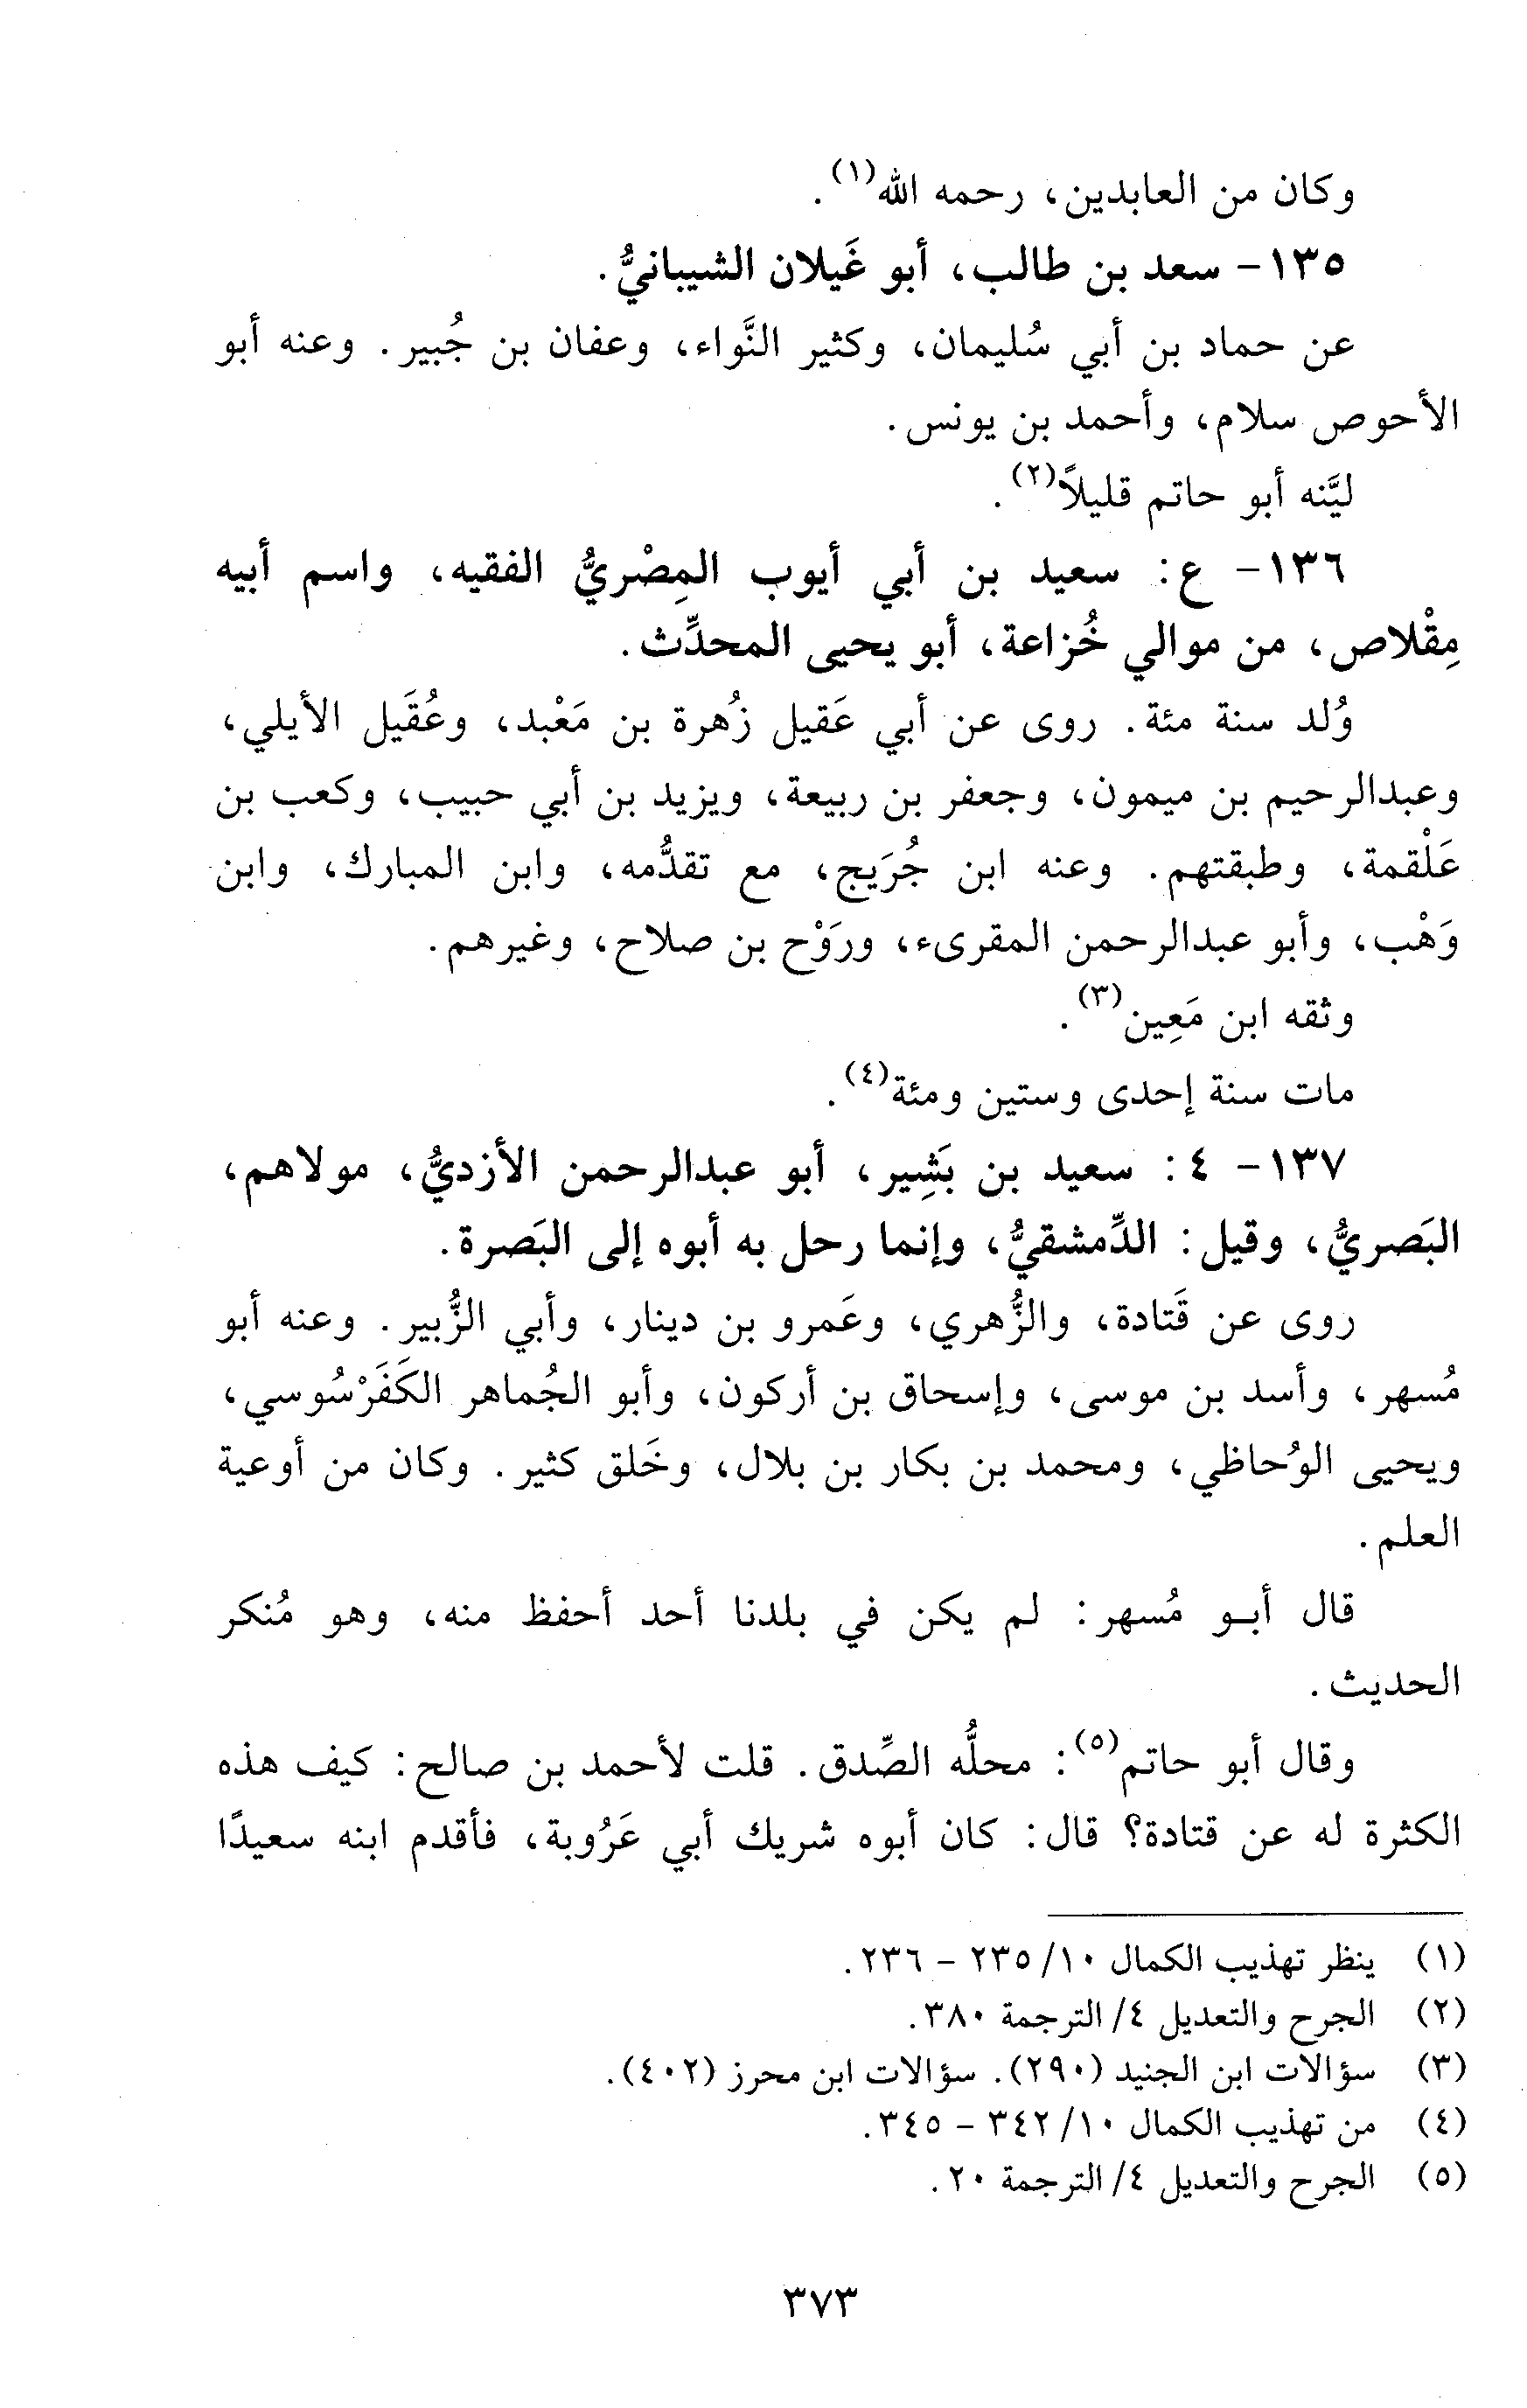 وكان من العابدين، رحمه الله(١).
١٣٥- سعد بن طالب، أبو غَيلان الشيبانيُّ.
عن حماد بن أبي سُليمان، وكثير النَّواء، وعفان بن جُبير. وعنه أبو
الأحوص سلام، وأحمد بن يونس.
ليَّنه أبو حاتم قليلاً(٢).
١٣٦- ع: سعيد بن أبي أيوب المِصْريُّ الفقيه، واسم أبيه
مِقْلاص، من موالي خُزاعة، أبو يحيى المحدِّث.
وُلد سنة مئة. روى عن أبي عَقيل زُهرة بن مَعْبد، وعُقَيل الأيلي،
وعبدالرحيم بن ميمون، وجعفر بن ربيعة، ويزيد بن أبي حبيب، وكعب بن
عَلْقمة، وطبقتهم. وعنه ابن جُرَيج، مع تقدُّمه، وابن المبارك، وابن
وَهْب، وأبو عبدالرحمن المقرىء، ورَوْح بن صلاح، وغيرهم.
وثقه ابن مَعِين(٣).
مات سنة إحدى وستين ومئة(٤).
١٣٧- ٤: سعيد بن بَشِير، أبو عبدالرحمن الأزديُّ، مولاهم،
البَصريُّ، وقيل: الدِّمشقيُّ، وإنما رحل به أبوه إلى البَصرة.
روى عن قَتادة، والزُّهري، وعَمرو بن دينار، وأبي الزُّبير. وعنه أبو
مُسهر، وأسد بن موسى، وإسحاق بن أركون، وأبو الجُماهر الكَفَرْسُوسي،
ويحيى الوُحاظي، ومحمد بن بكار بن بلال، وخَلق كثير. وكان من أوعية
العلم.
قال أبو مُسهر: لم يكن في بلدنا أحد أحفظ منه، وهو مُنكر
الحديث.
وقال أبو حاتم(٥): محلُّه الصِّدق. قلت لأحمد بن صالح: كيف هذه
الكثرة له عن قتادة؟ قال: كان أبوه شريك أبي عَرُوبة، فأقدم ابنه سعيدًا
(١) ينظر تهذيب الكمال ١٠/ ٢٣٥ - ٢٣٦.
(٢) الجرح والتعديل ٤/ الترجمة ٣٨٠.
(٣) سؤالات ابن الجنيد (٢٩٠). سؤالات ابن محرز (٤٠٢).
(٤) من تهذيب الكمال ١٠/ ٣٤٢ - ٣٤٥.
(٥) الجرح والتعديل ٤/ الترجمة ٢٠.
٣٧٣